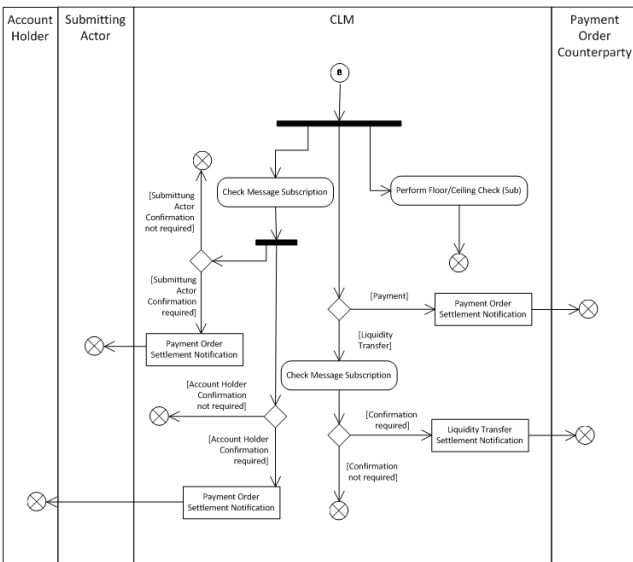 Account
Holder
Submitting
Actor
CLM
Payment
Order
Counterparty
B
Check Message Subscription
Perform Floor/Ceiling Check (Sub)
[Submittung
Actor
Confirmation
not required]
[Submittung
Actor
Confirmation
required]
[Payment]
Payment Order
Settlement Notification
Payment Order
Settlement Notification
[Liquidity
Transfer]
Check Message Subscription
[Account Holder
Confirmation
not required]
[Account Holder
Confirmation
required]
[Confirmation
required]
Liquidity Transfer
Settlement Notification
[Confirmation
not required]
Payment Order
Settlement Notification